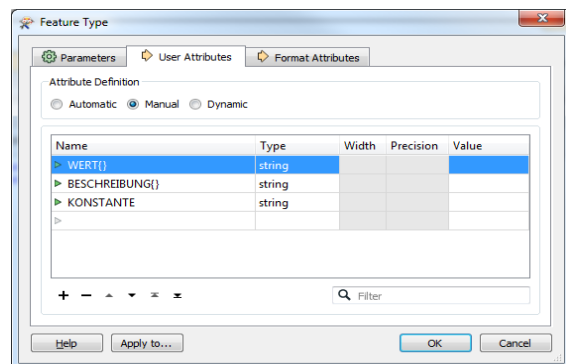 Feature Type
Parameters User Attributes Format Attributes
Attribute Definition
Automatic Manual Dynamic
Name Type Width Precision Value
WERT{} string
BESCHREIBUNG{} string
KONSTANTE string
Filter
Help Apply to... OK Cancel